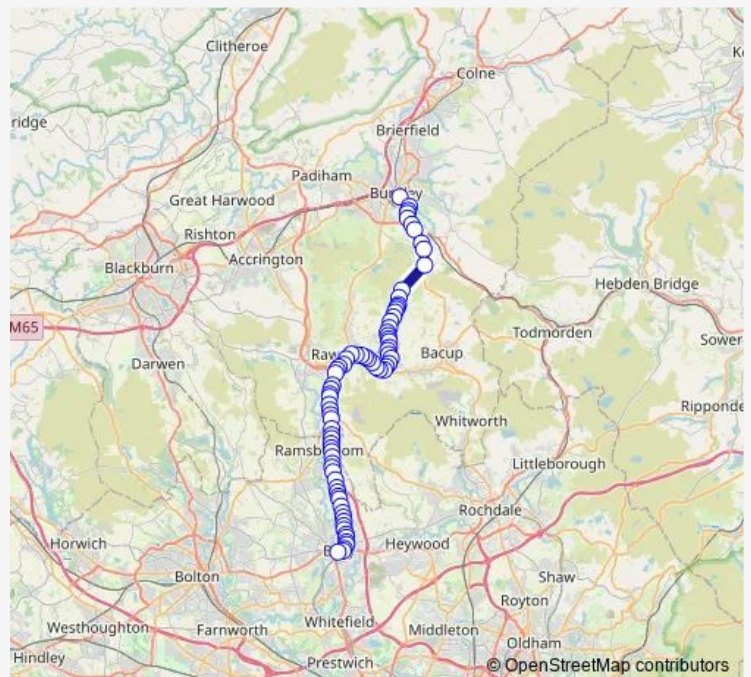 Clitheroe
Colne
ridge
Brierfield
Padiham
Great Harwood
Rishton
Accrington
Blackburn
Hebden Bridge
M65
Todmorden
Sower
Darwen
Bacup
Ripponde
Whitworth
Littleborough
Rochdale
Horwich
Heywood
Bolton
Shaw
Royton
Westhoughton
Farnworth
Whitefield
Middleton
Oldham
Hindley
Prestwich
© OpenStreetMap contributors